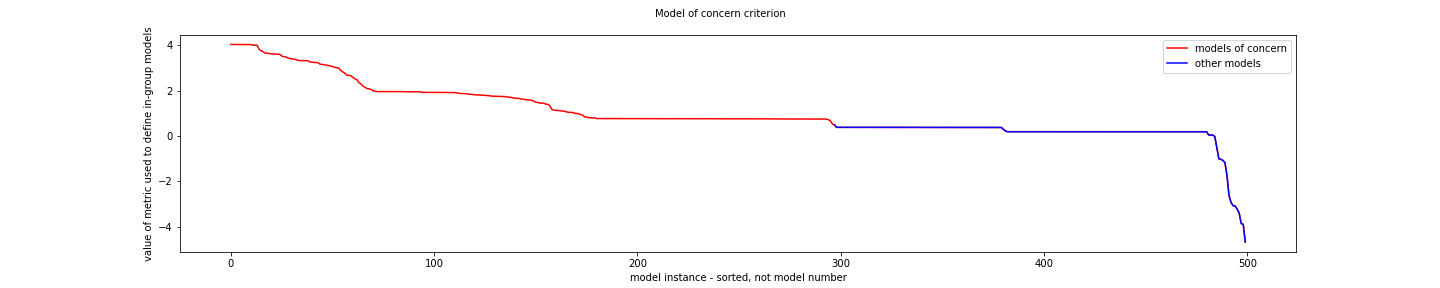 Model of concern criterion
value of metric used to define in-group models
4
2
0
−2
−4
models of concern
other models
0
100
200
300
400
500
model instance - sorted, not model number